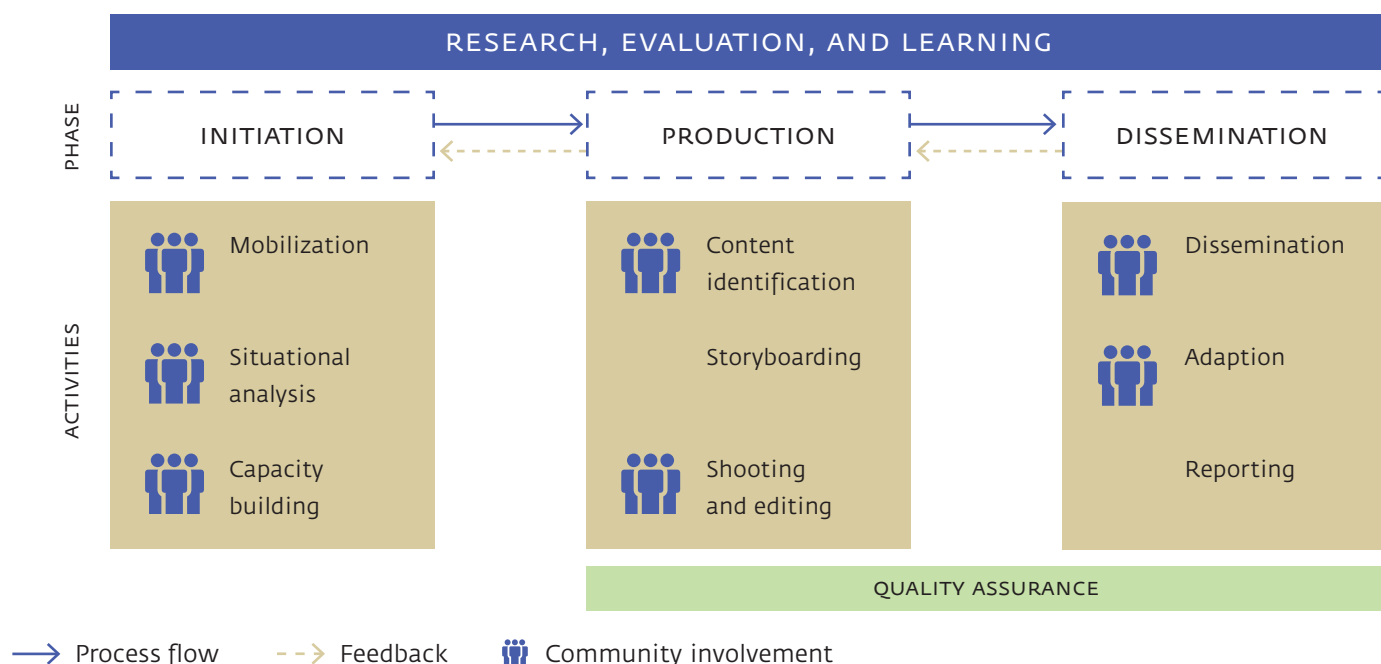 RESEARCH, EVALUATION, AND LEARNING
PHASE
INITIATION
PRODUCTION
DISSEMINATION
ACTIVITIES
Mobilization
Situational
analysis
Capacity
building
Content
identification
Storyboarding
Shooting
and editing
Dissemination
Adaption
Reporting
QUALITY ASSURANCE
Process flow
Feedback
Community involvement